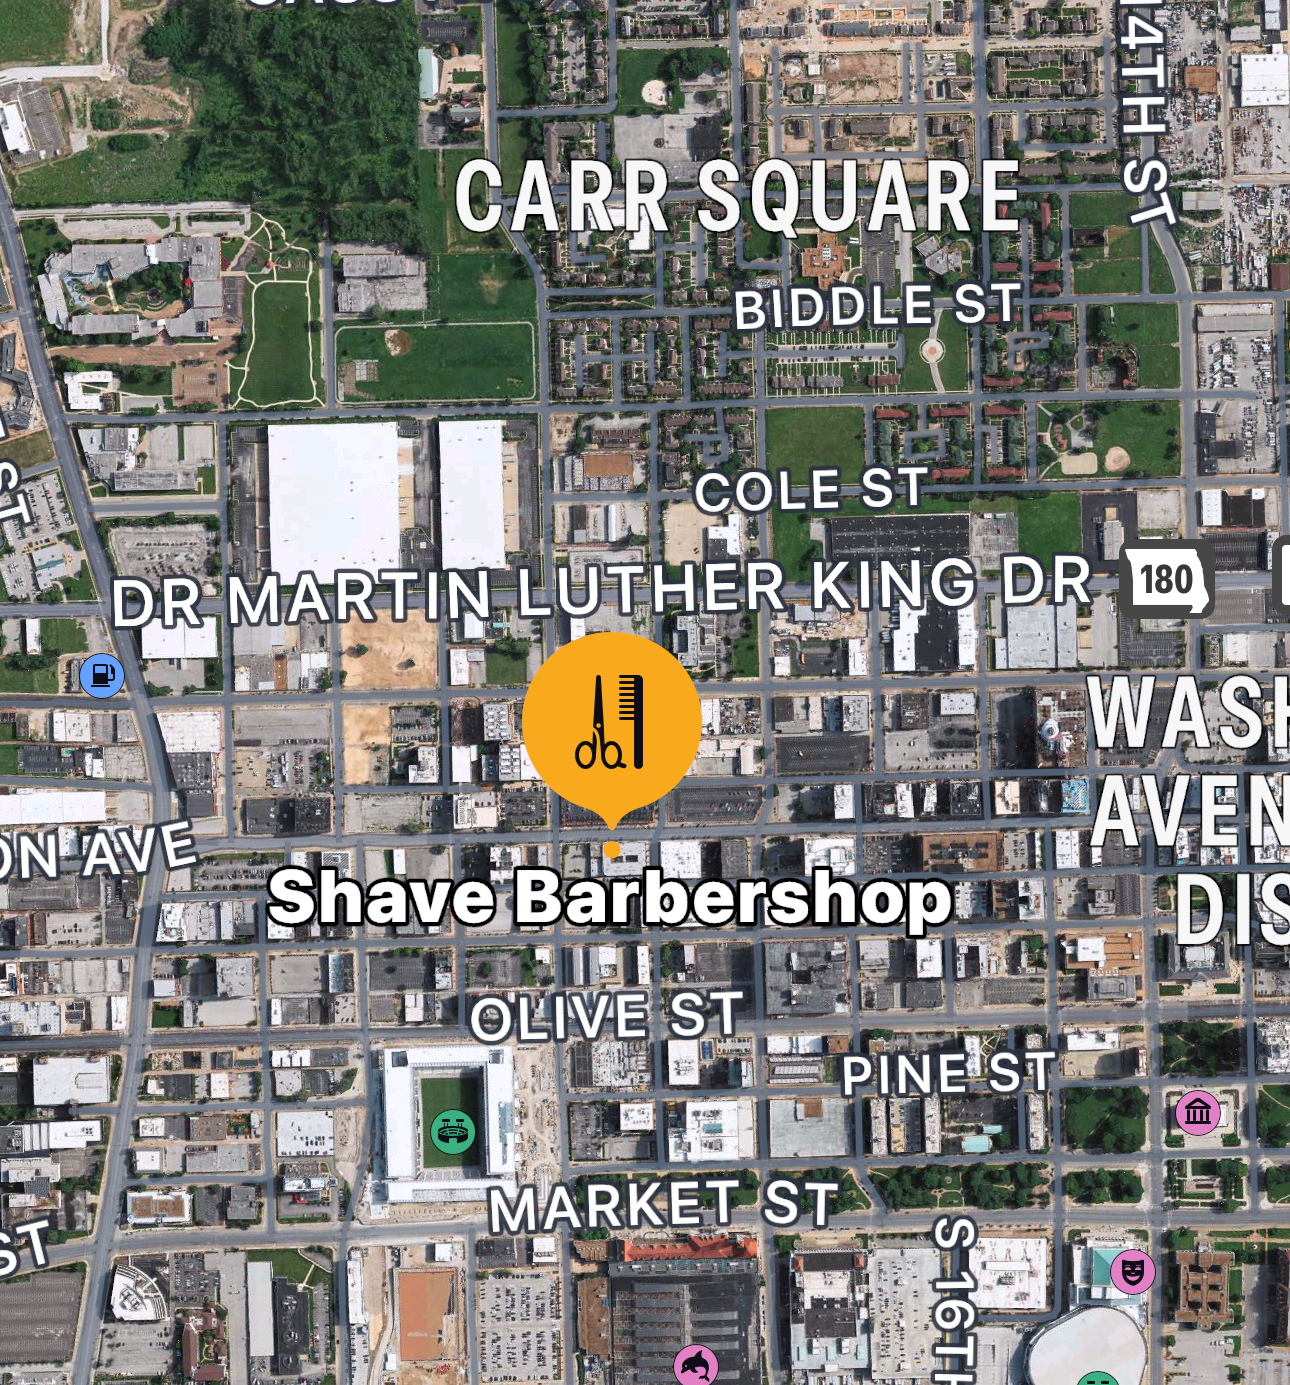 14TH ST
CARR SQUARE
BIDDLE ST
COLE ST
DR MARTIN LUTHER KING DR
180
WASH
AVEN
DIS
ON AVE
Shave Barbershop
OLIVE ST
PINE ST
MARKET ST
ST
ST
S 16TH